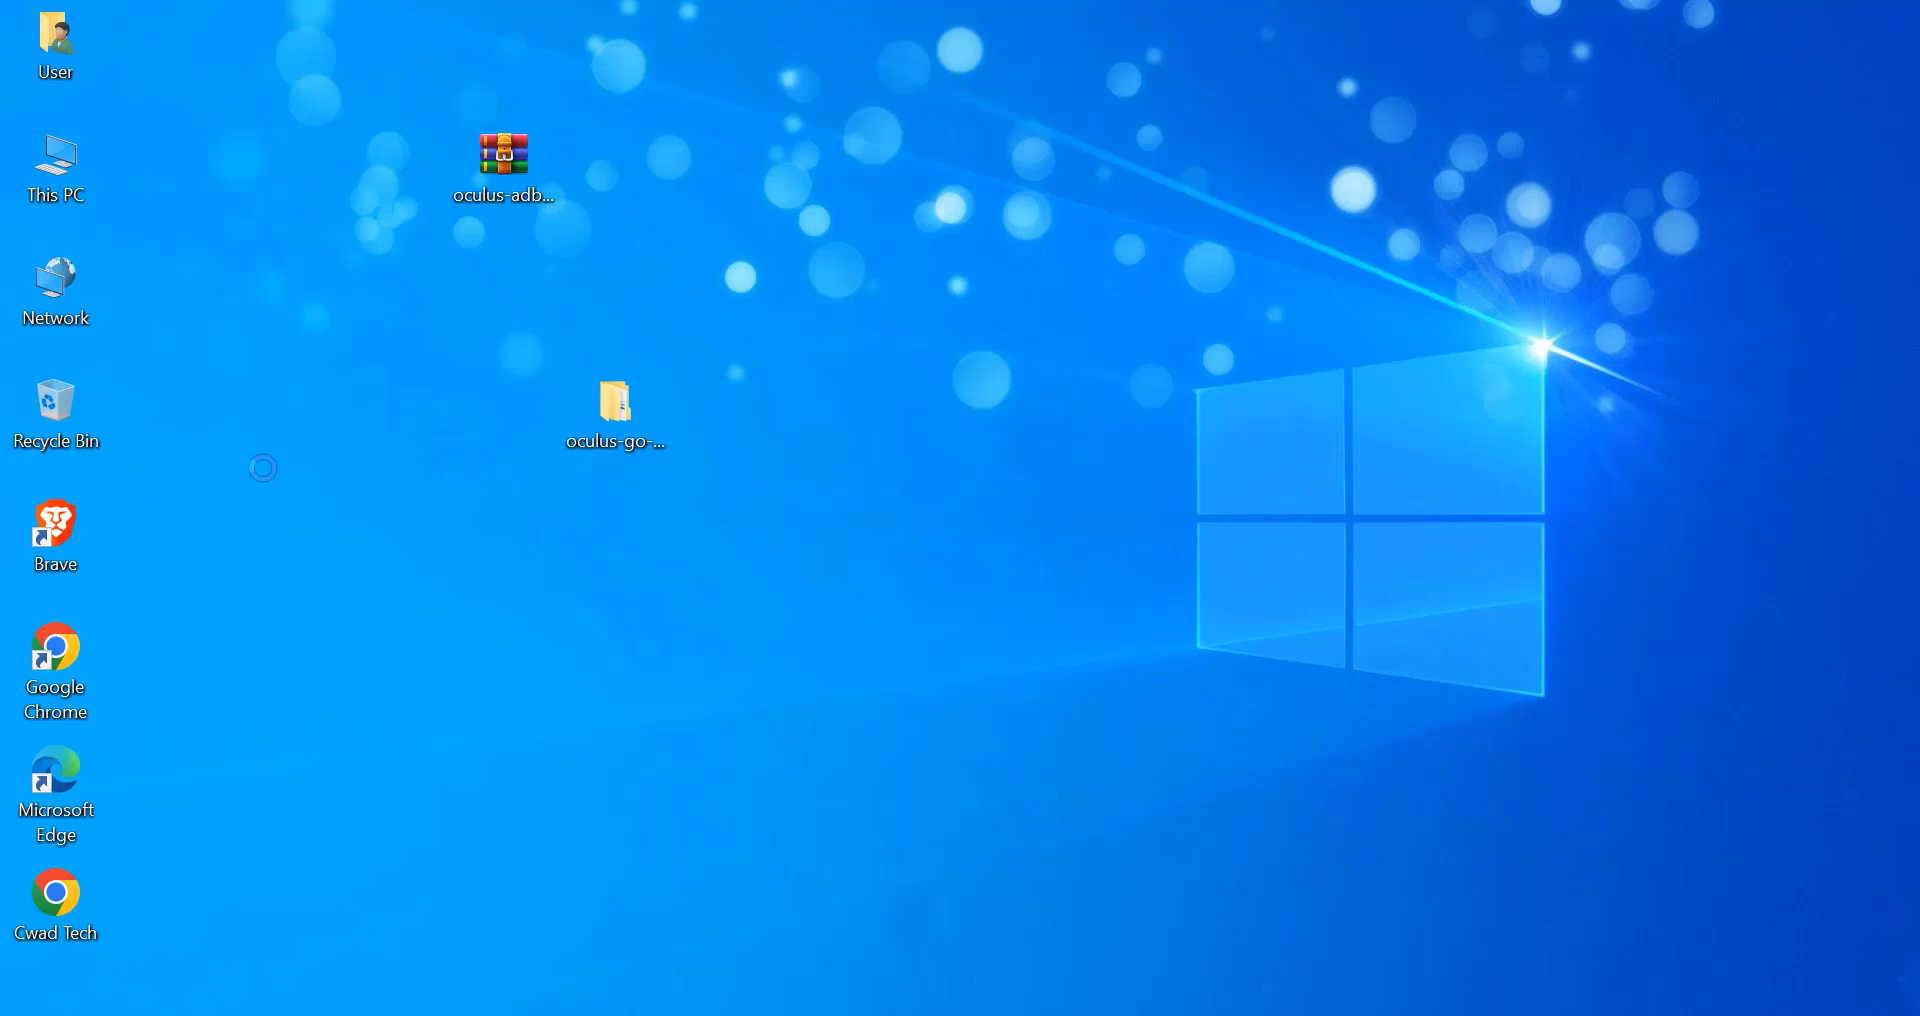 User
This PC
Network
Recycle Bin
Brave
Google
Chrome
Microsoft
Edge
Cwad Tech
oculus-adb...
oculus-go-...